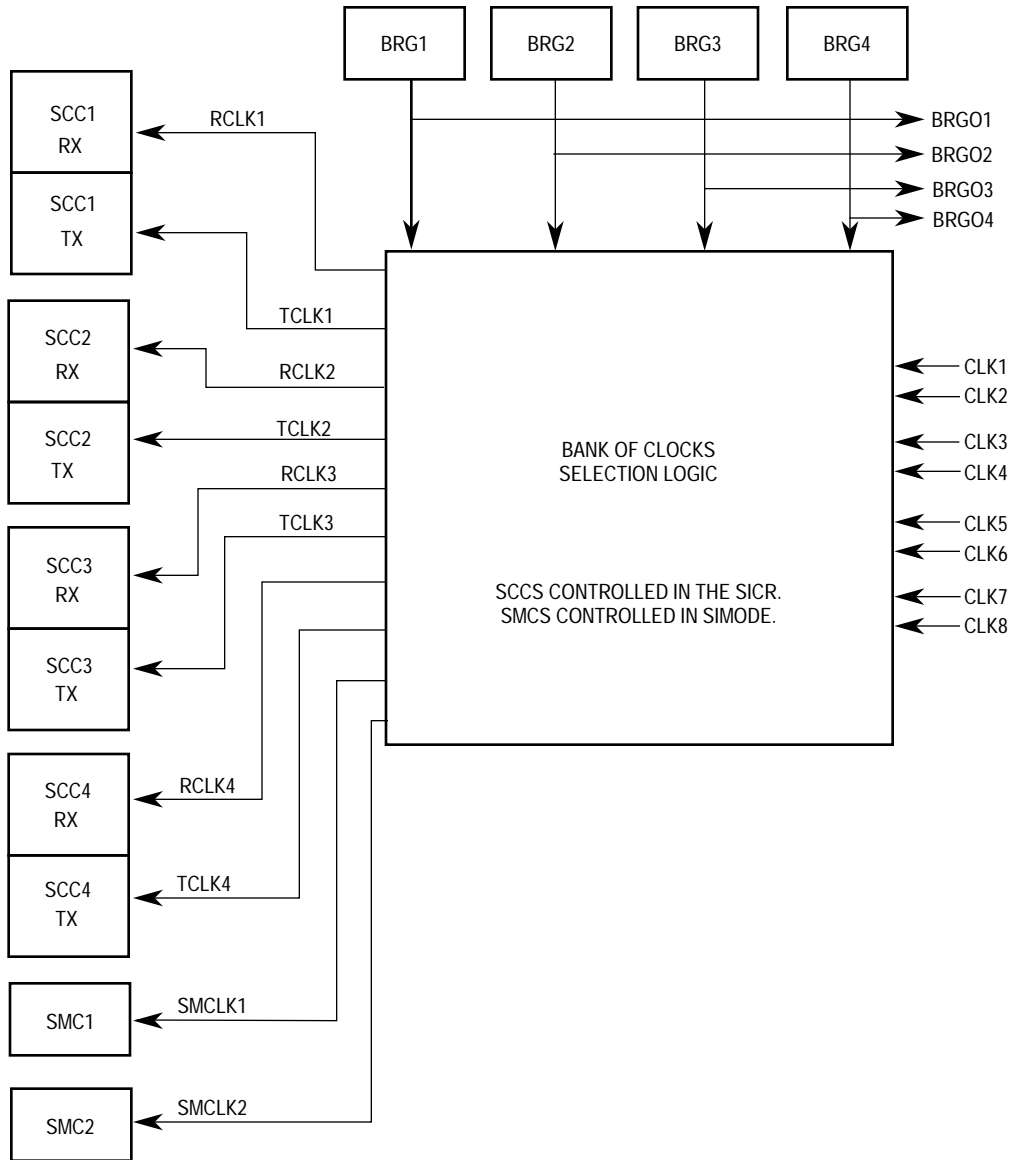 BRG1
BRG2
BRG3
BRG4
BRGO1
BRGO2
BRGO3
BRGO4
SCC1
RX
RCLK1
SCC1
TX
TCLK1
SCC2
RX
RCLK2
SCC2
TX
TCLK2
RCLK3
TCLK3
SCC3
RX
SCC3
TX
SCC4
RX
RCLK4
SCC4
TX
TCLK4
SMC1
SMCLK1
SMC2
SMCLK2
BANK OF CLOCKS
SELECTION LOGIC
SCCS CONTROLLED IN THE SICR.
SMCS CONTROLLED IN SIMODE.
CLK1
CLK2
CLK3
CLK4
CLK5
CLK6
CLK7
CLK8